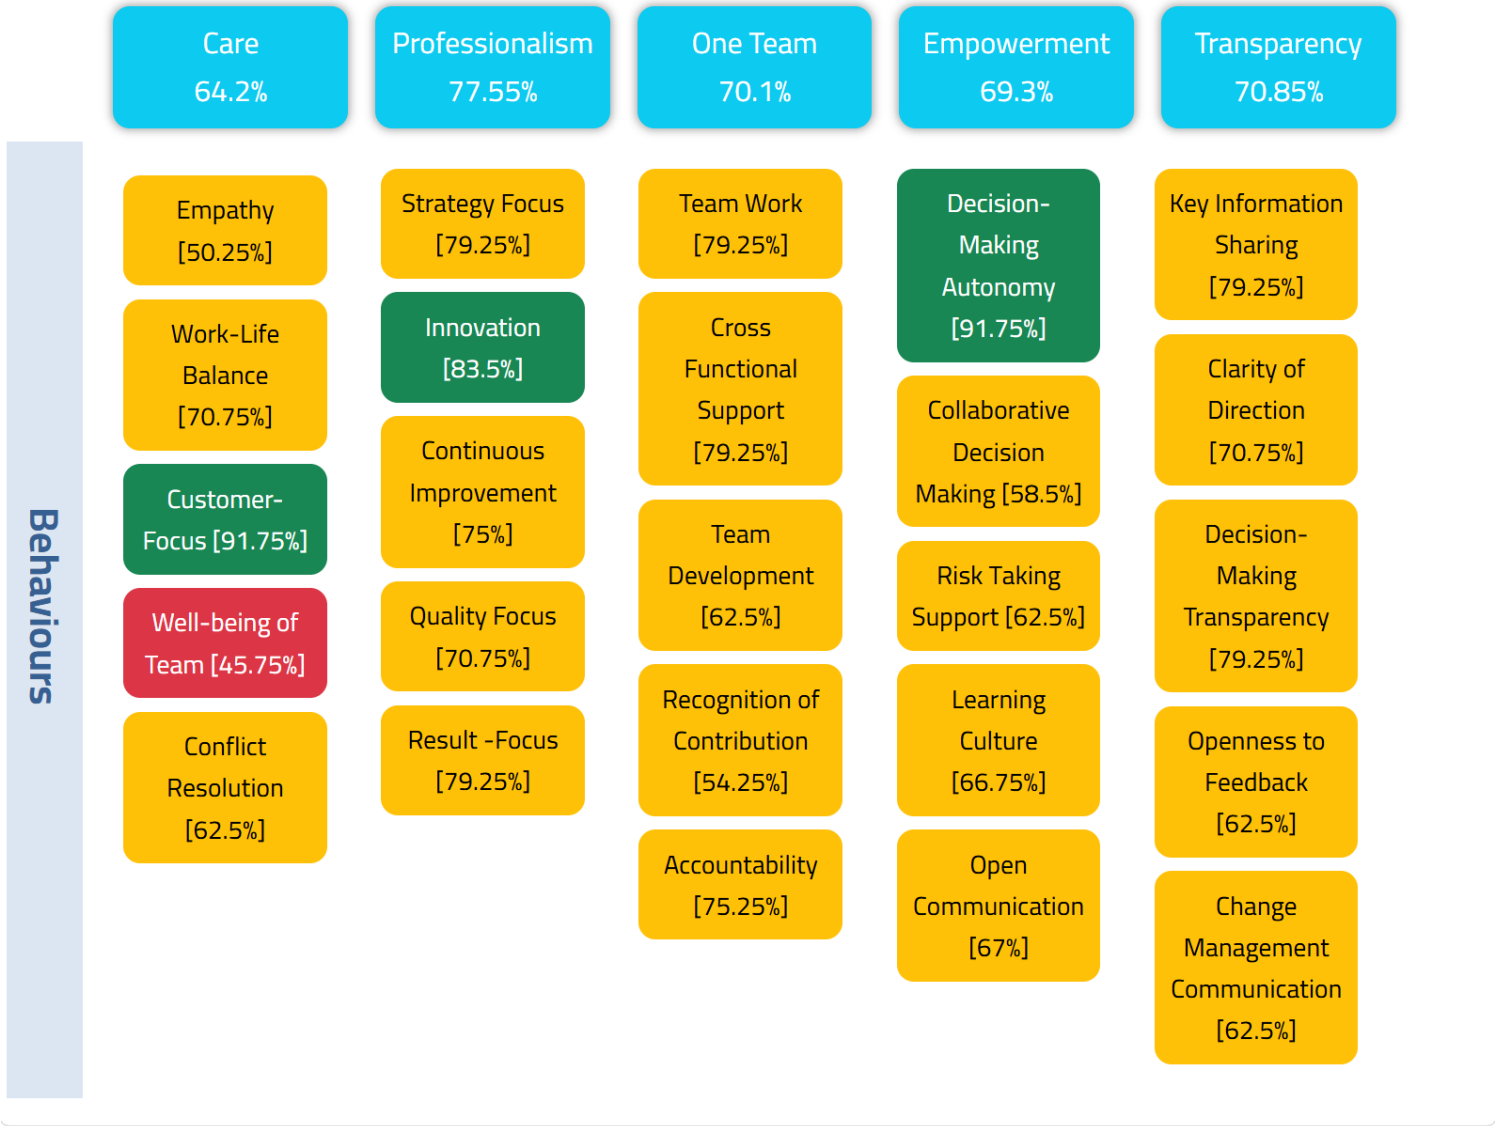 Care
64.2%
Professionalism
77.55%
One Team
70.1%
Empowerment
69.3%
Transparency
70.85%
Behaviours
Empathy
[50.25%]
Work-Life
Balance
[70.75%]
Customer-
Focus [91.75%]
Well-being of
Team [45.75%]
Conflict
Resolution
[62.5%]
Strategy Focus
[79.25%]
Innovation
[83.5%]
Continuous
Improvement
[75%]
Quality Focus
[70.75%]
Result -Focus
[79.25%]
Team Work
[79.25%]
Cross
Functional
Support
[79.25%]
Team
Development
[62.5%]
Recognition of
Contribution
[54.25%]
Accountability
[75.25%]
Decision-
Making
Autonomy
[91.75%]
Collaborative
Decision
Making [58.5%]
Risk Taking
Support [62.5%]
Learning
Culture
[66.75%]
Open
Communication
[67%]
Key Information
Sharing
[79.25%]
Clarity of
Direction
[70.75%]
Decision-
Making
Transparency
[79.25%]
Openness to
Feedback
[62.5%]
Change
Management
Communication
[62.5%]